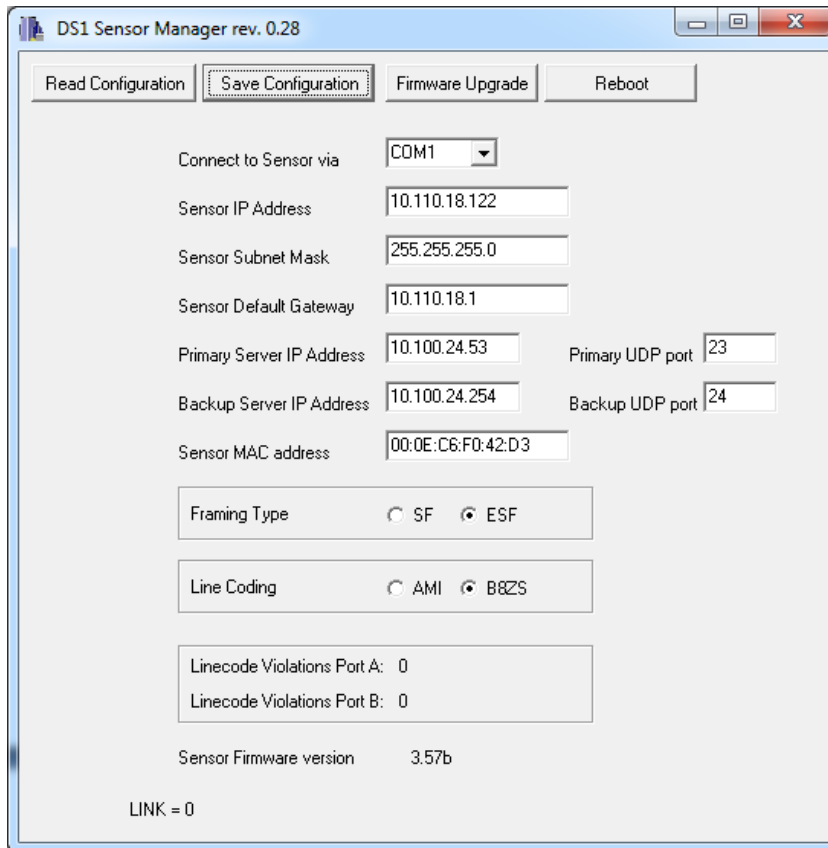 DS1 Sensor Manager rev. 0.28
Read Configuration Save Configuration Firmware Upgrade Reboot
Connect to Sensor via COM1
Sensor IP Address 10.110.18.122
Sensor Subnet Mask 255.255.255.0
Sensor Default Gateway 10.110.18.1
Primary Server IP Address 10.100.24.53 Primary UDP port 23
Backup Server IP Address 10.100.24.254 Backup UDP port 24
Sensor MAC address 00:0E:C6:F0:42:D3
Framing Type SF ESF
Line Coding AMI B8ZS
Linecode Violations Port A: 0
Linecode Violations Port B: 0
Sensor Firmware version 3.57b
LINK = 0